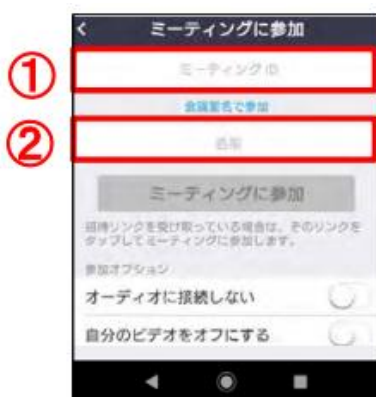 ミーティングに参加
①
ミーティングID
会議室名で参加
②
名前
ミーティングに参加
招待リンクを受け取っている場合は、そのリンクを
タップしてミーティングに参加します。
参加オプション
オーディオに接続しない
自分のビデオをオフにする